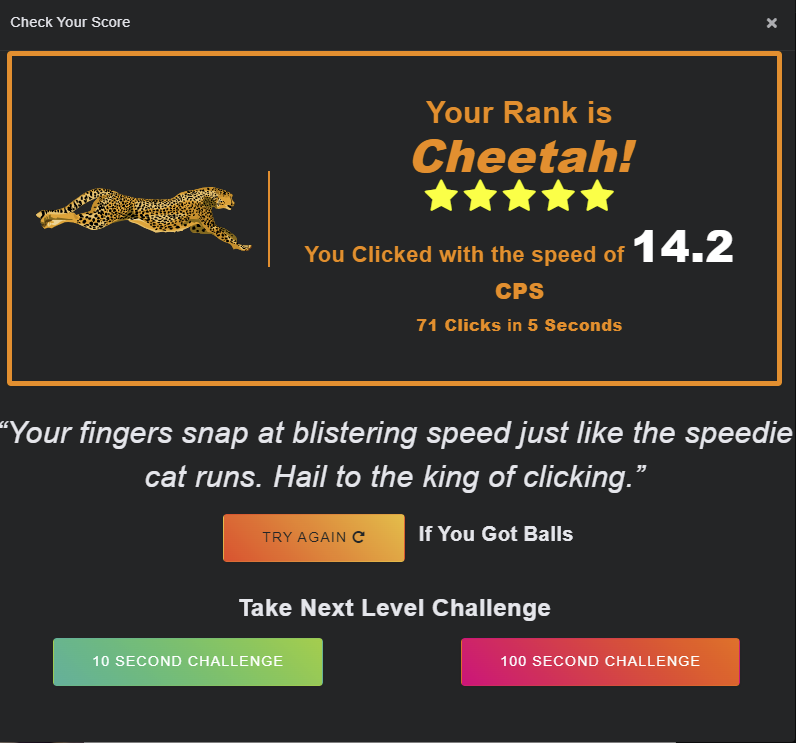 Check Your Score
×
Your Rank is
Cheetah!
You Clicked with the speed of 14.2
CPS
71 Clicks in 5 Seconds
“Your fingers snap at blistering speed just like the speedie
cat runs. Hail to the king of clicking.”
TRY AGAIN If You Got Balls
Take Next Level Challenge
10 SECOND CHALLENGE 100 SECOND CHALLENGE